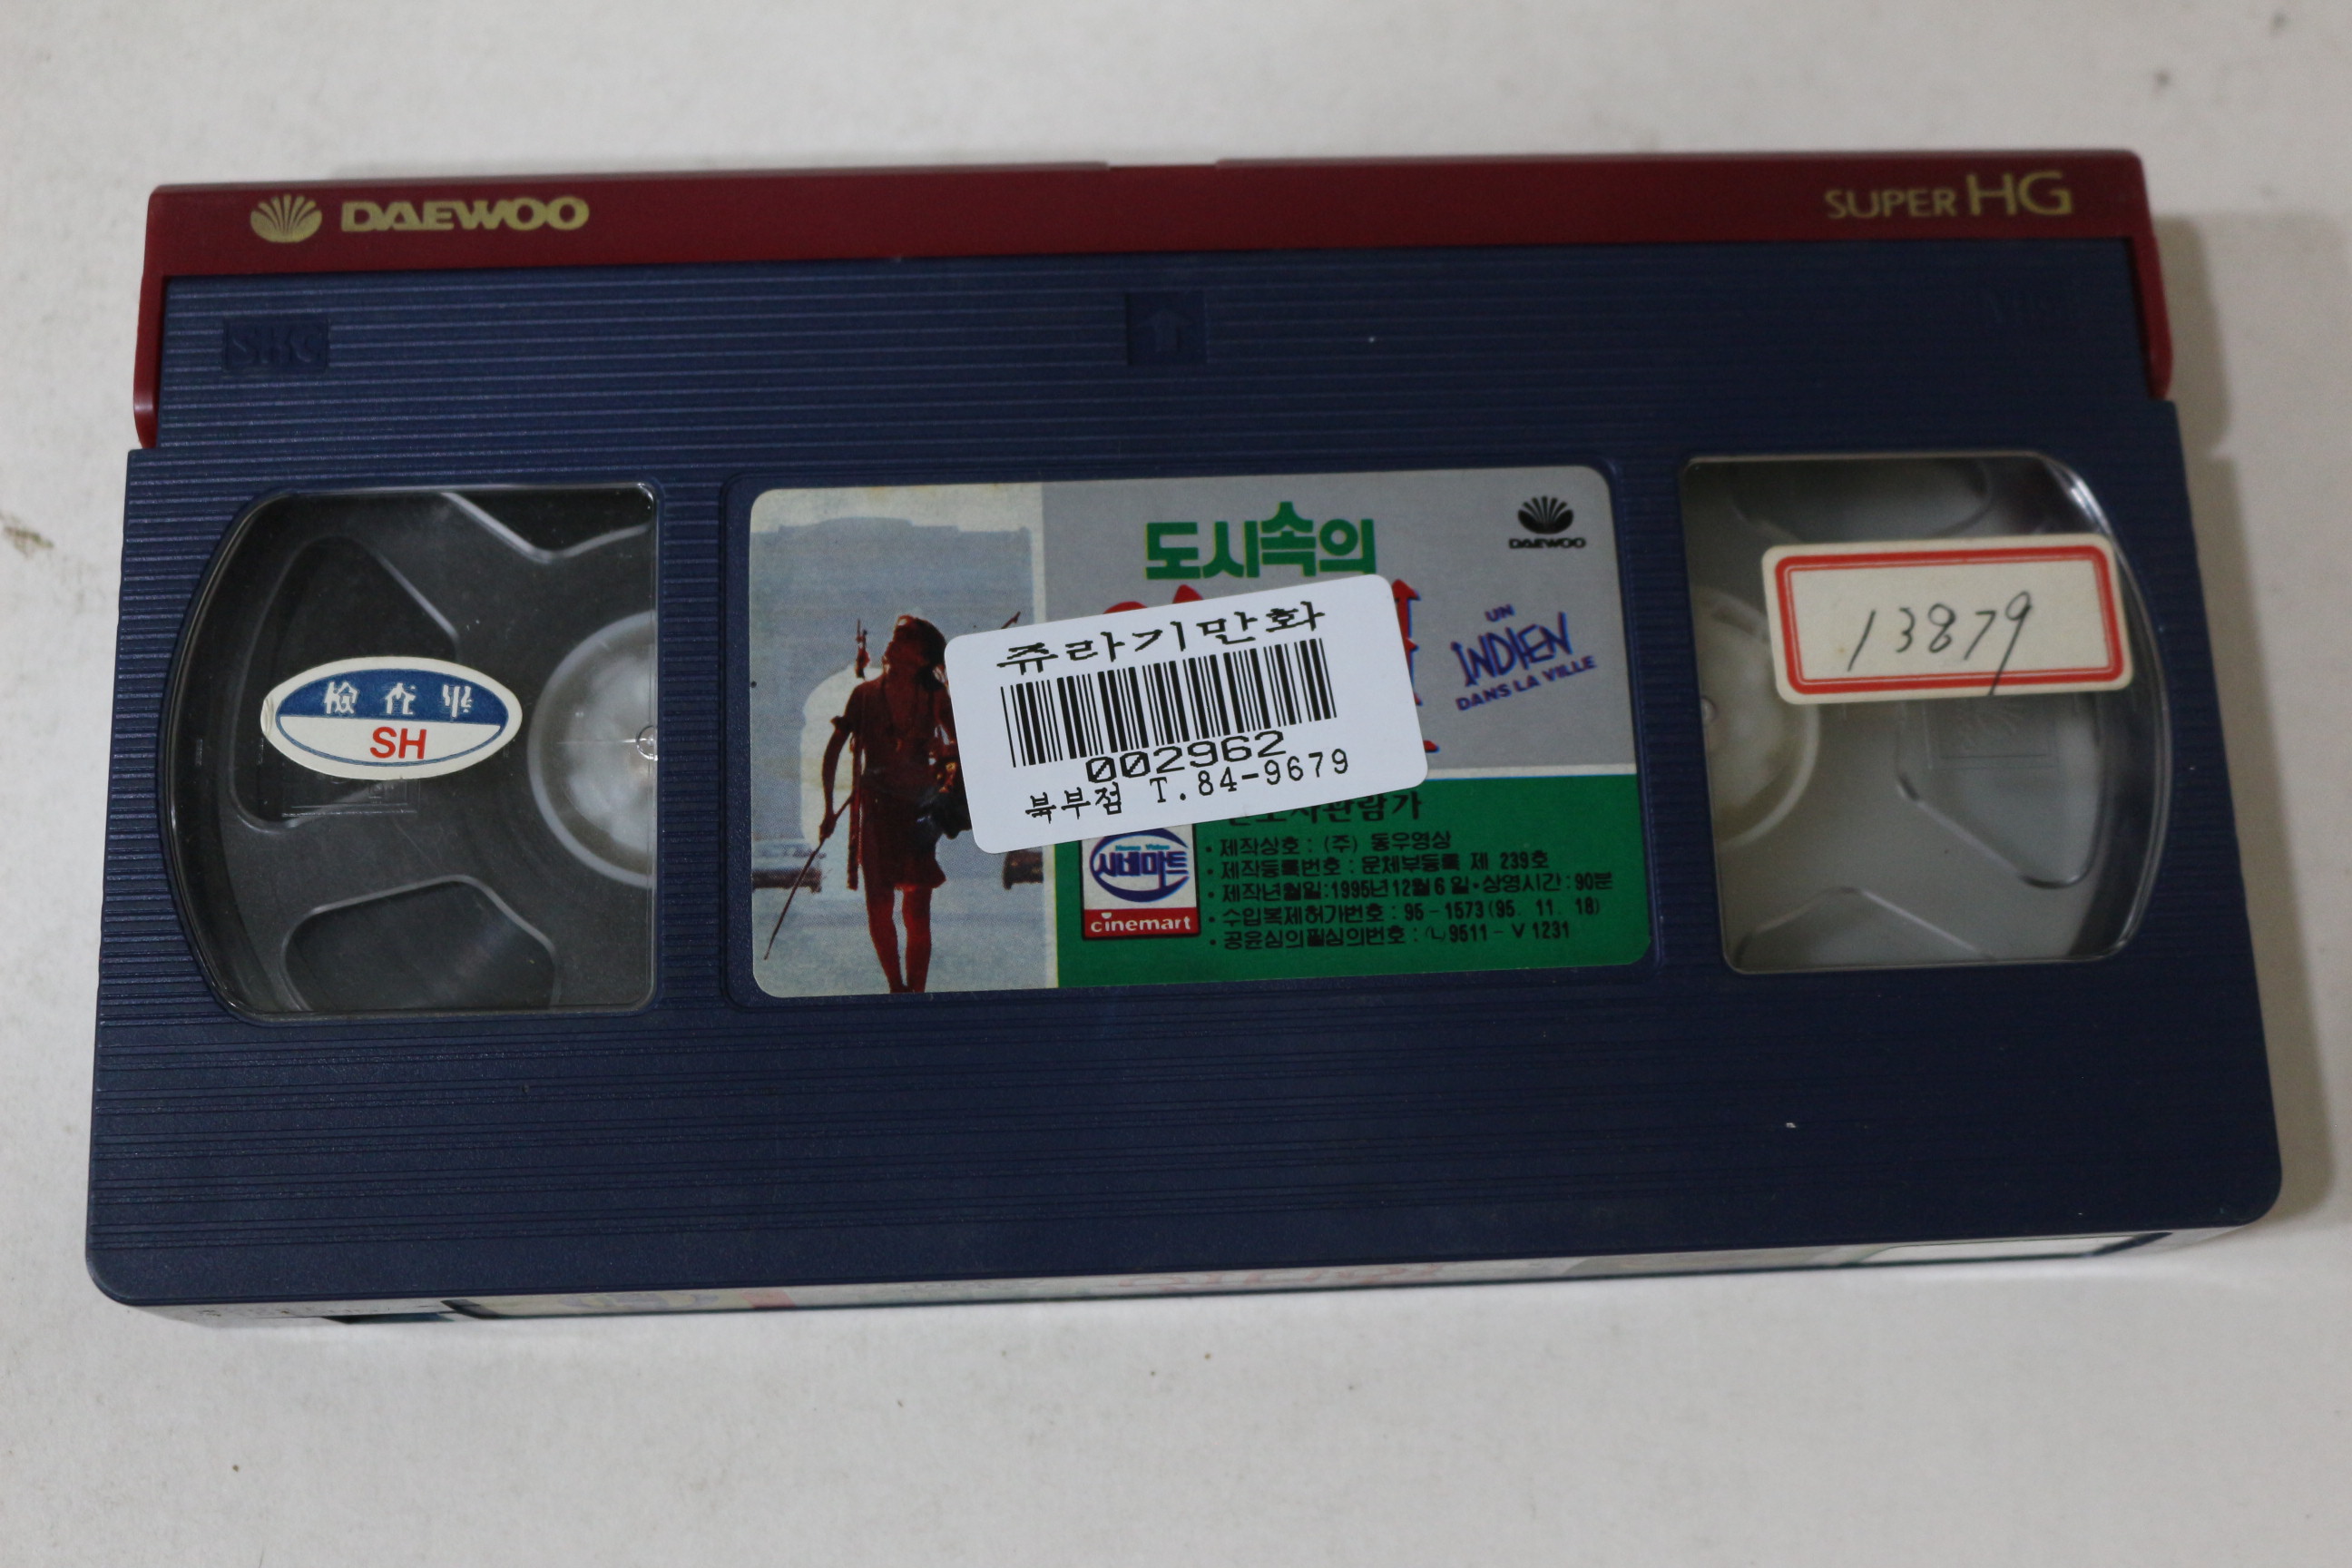 DAEWOO
SUPER HG
SKC
檢 畢
SH
도시속의
DAEWOO
UN
INDIEN
DANS LA VILLE
쥬라기만화
002962
북부점 T.84-9679
13879
Home Video
시네마트
cinemart
• 제작상호 : (주) 동우영상
• 제작등록번호 : 문체부등록 제 239호
• 제작년월일:1995년 12월 6 일 • 상영시간 : 90분
• 수입복제허가번호 : 95 - 1573 (95. 11. 18)
• 공윤심의필심의번호 : 9511 - V 1231